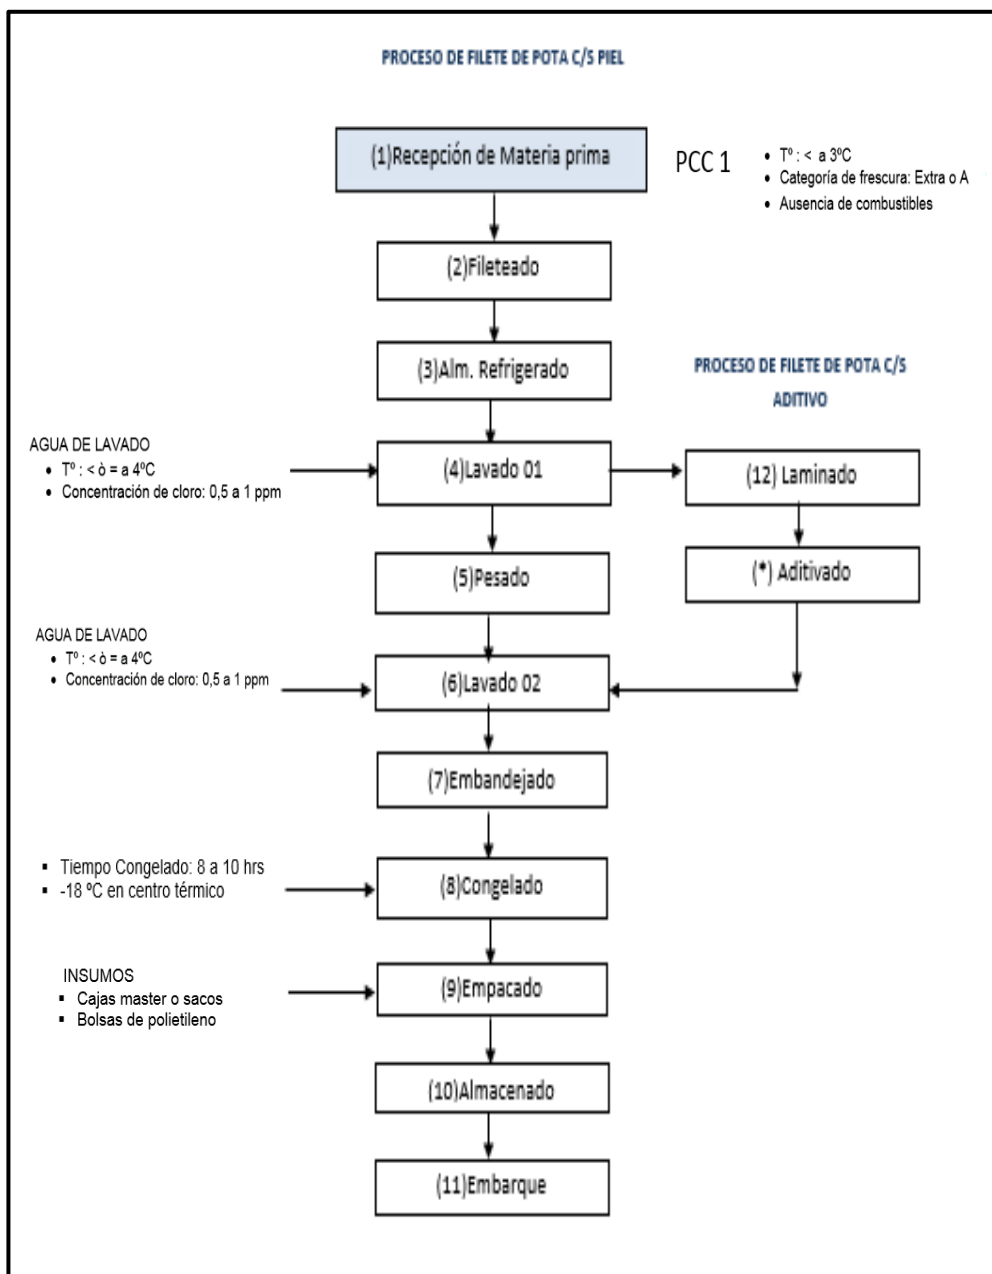 PROCESO DE FILETE DE POTA C/S PIEL
(1)Recepción de Materia prima
PCC 1
• Tº : < a 3ºC
• Categoría de frescura: Extra o A
• Ausencia de combustibles
(2)Fileteado
(3)Alm. Refrigerado
PROCESO DE FILETE DE POTA C/S
ADITIVO
AGUA DE LAVADO
• Tº : < ò = a 4ºC
• Concentración de cloro: 0,5 a 1 ppm
(4)Lavado 01
(12) Laminado
(5)Pesado
(*) Aditivado
AGUA DE LAVADO
• Tº : < ò = a 4ºC
• Concentración de cloro: 0,5 a 1 ppm
(6)Lavado 02
(7)Embandejado
▪ Tiempo Congelado: 8 a 10 hrs
▪ -18 ºC en centro térmico
(8)Congelado
INSUMOS
▪ Cajas master o sacos
▪ Bolsas de polietileno
(9)Empacado
(10)Almacenado
(11)Embarque